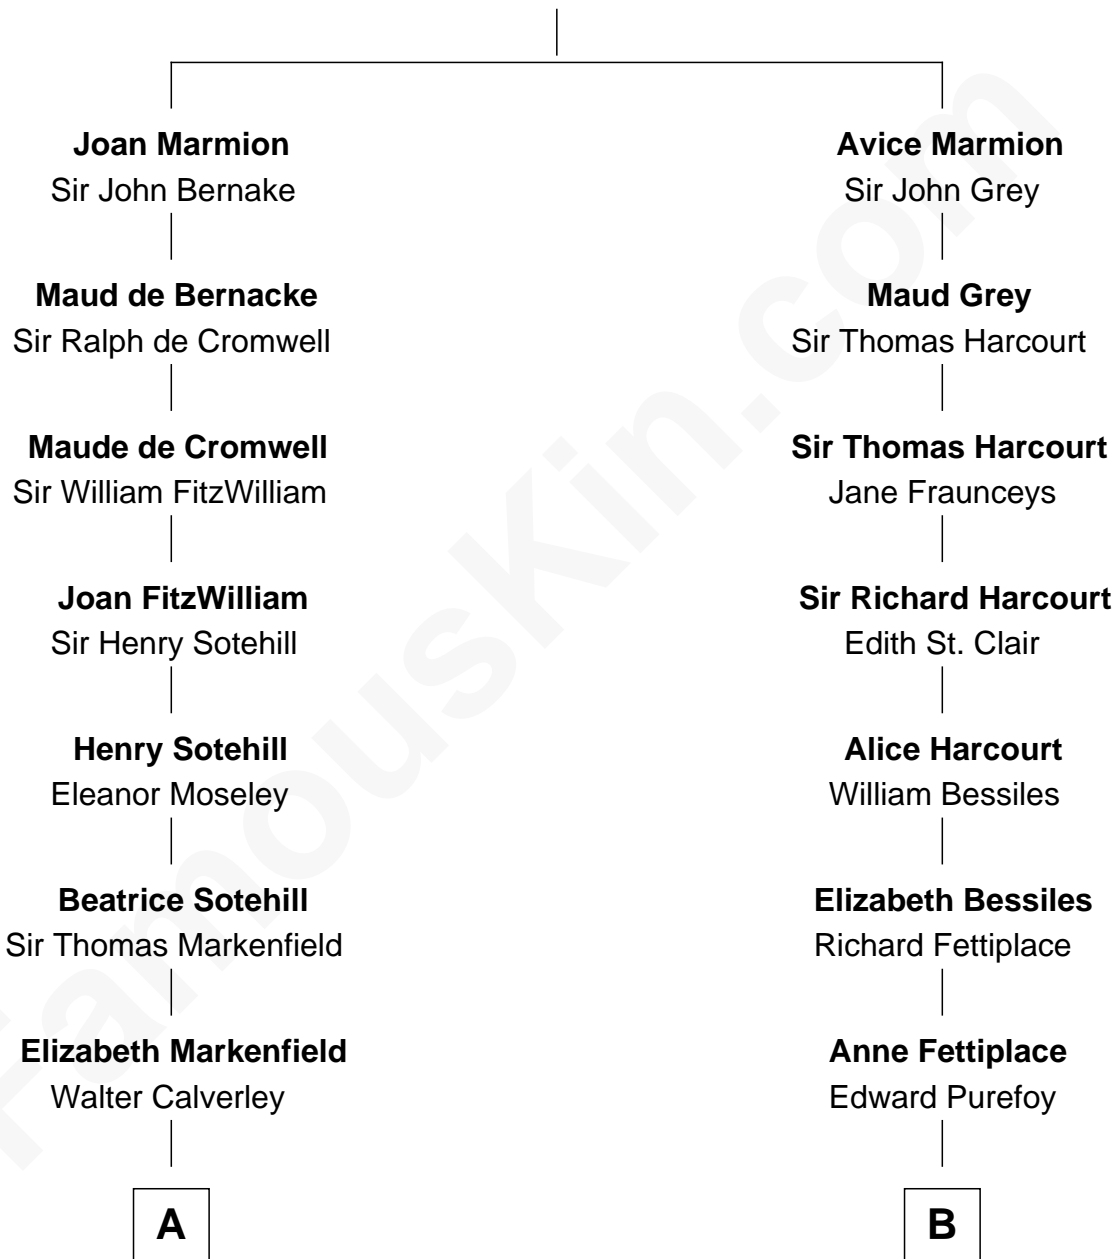 Joan Marmion
Sir John Bernake
Maud de Bernacke
Sir Ralph de Cromwell
Maude de Cromwell
Sir William FitzWilliam
Joan FitzWilliam
Sir Henry Sotehill
Henry Sotehill
Eleanor Moseley
Beatrice Sotehill
Sir Thomas Markenfield
Elizabeth Markenfield
Walter Calverley
A
Avice Marmion
Sir John Grey
Maud Grey
Sir Thomas Harcourt
Sir Thomas Harcourt
Jane Fraunceys
Sir Richard Harcourt
Edith St. Clair
Alice Harcourt
William Bessiles
Elizabeth Bessiles
Richard Fettiplace
Anne Fettiplace
Edward Purefoy
B
FamousKin.com